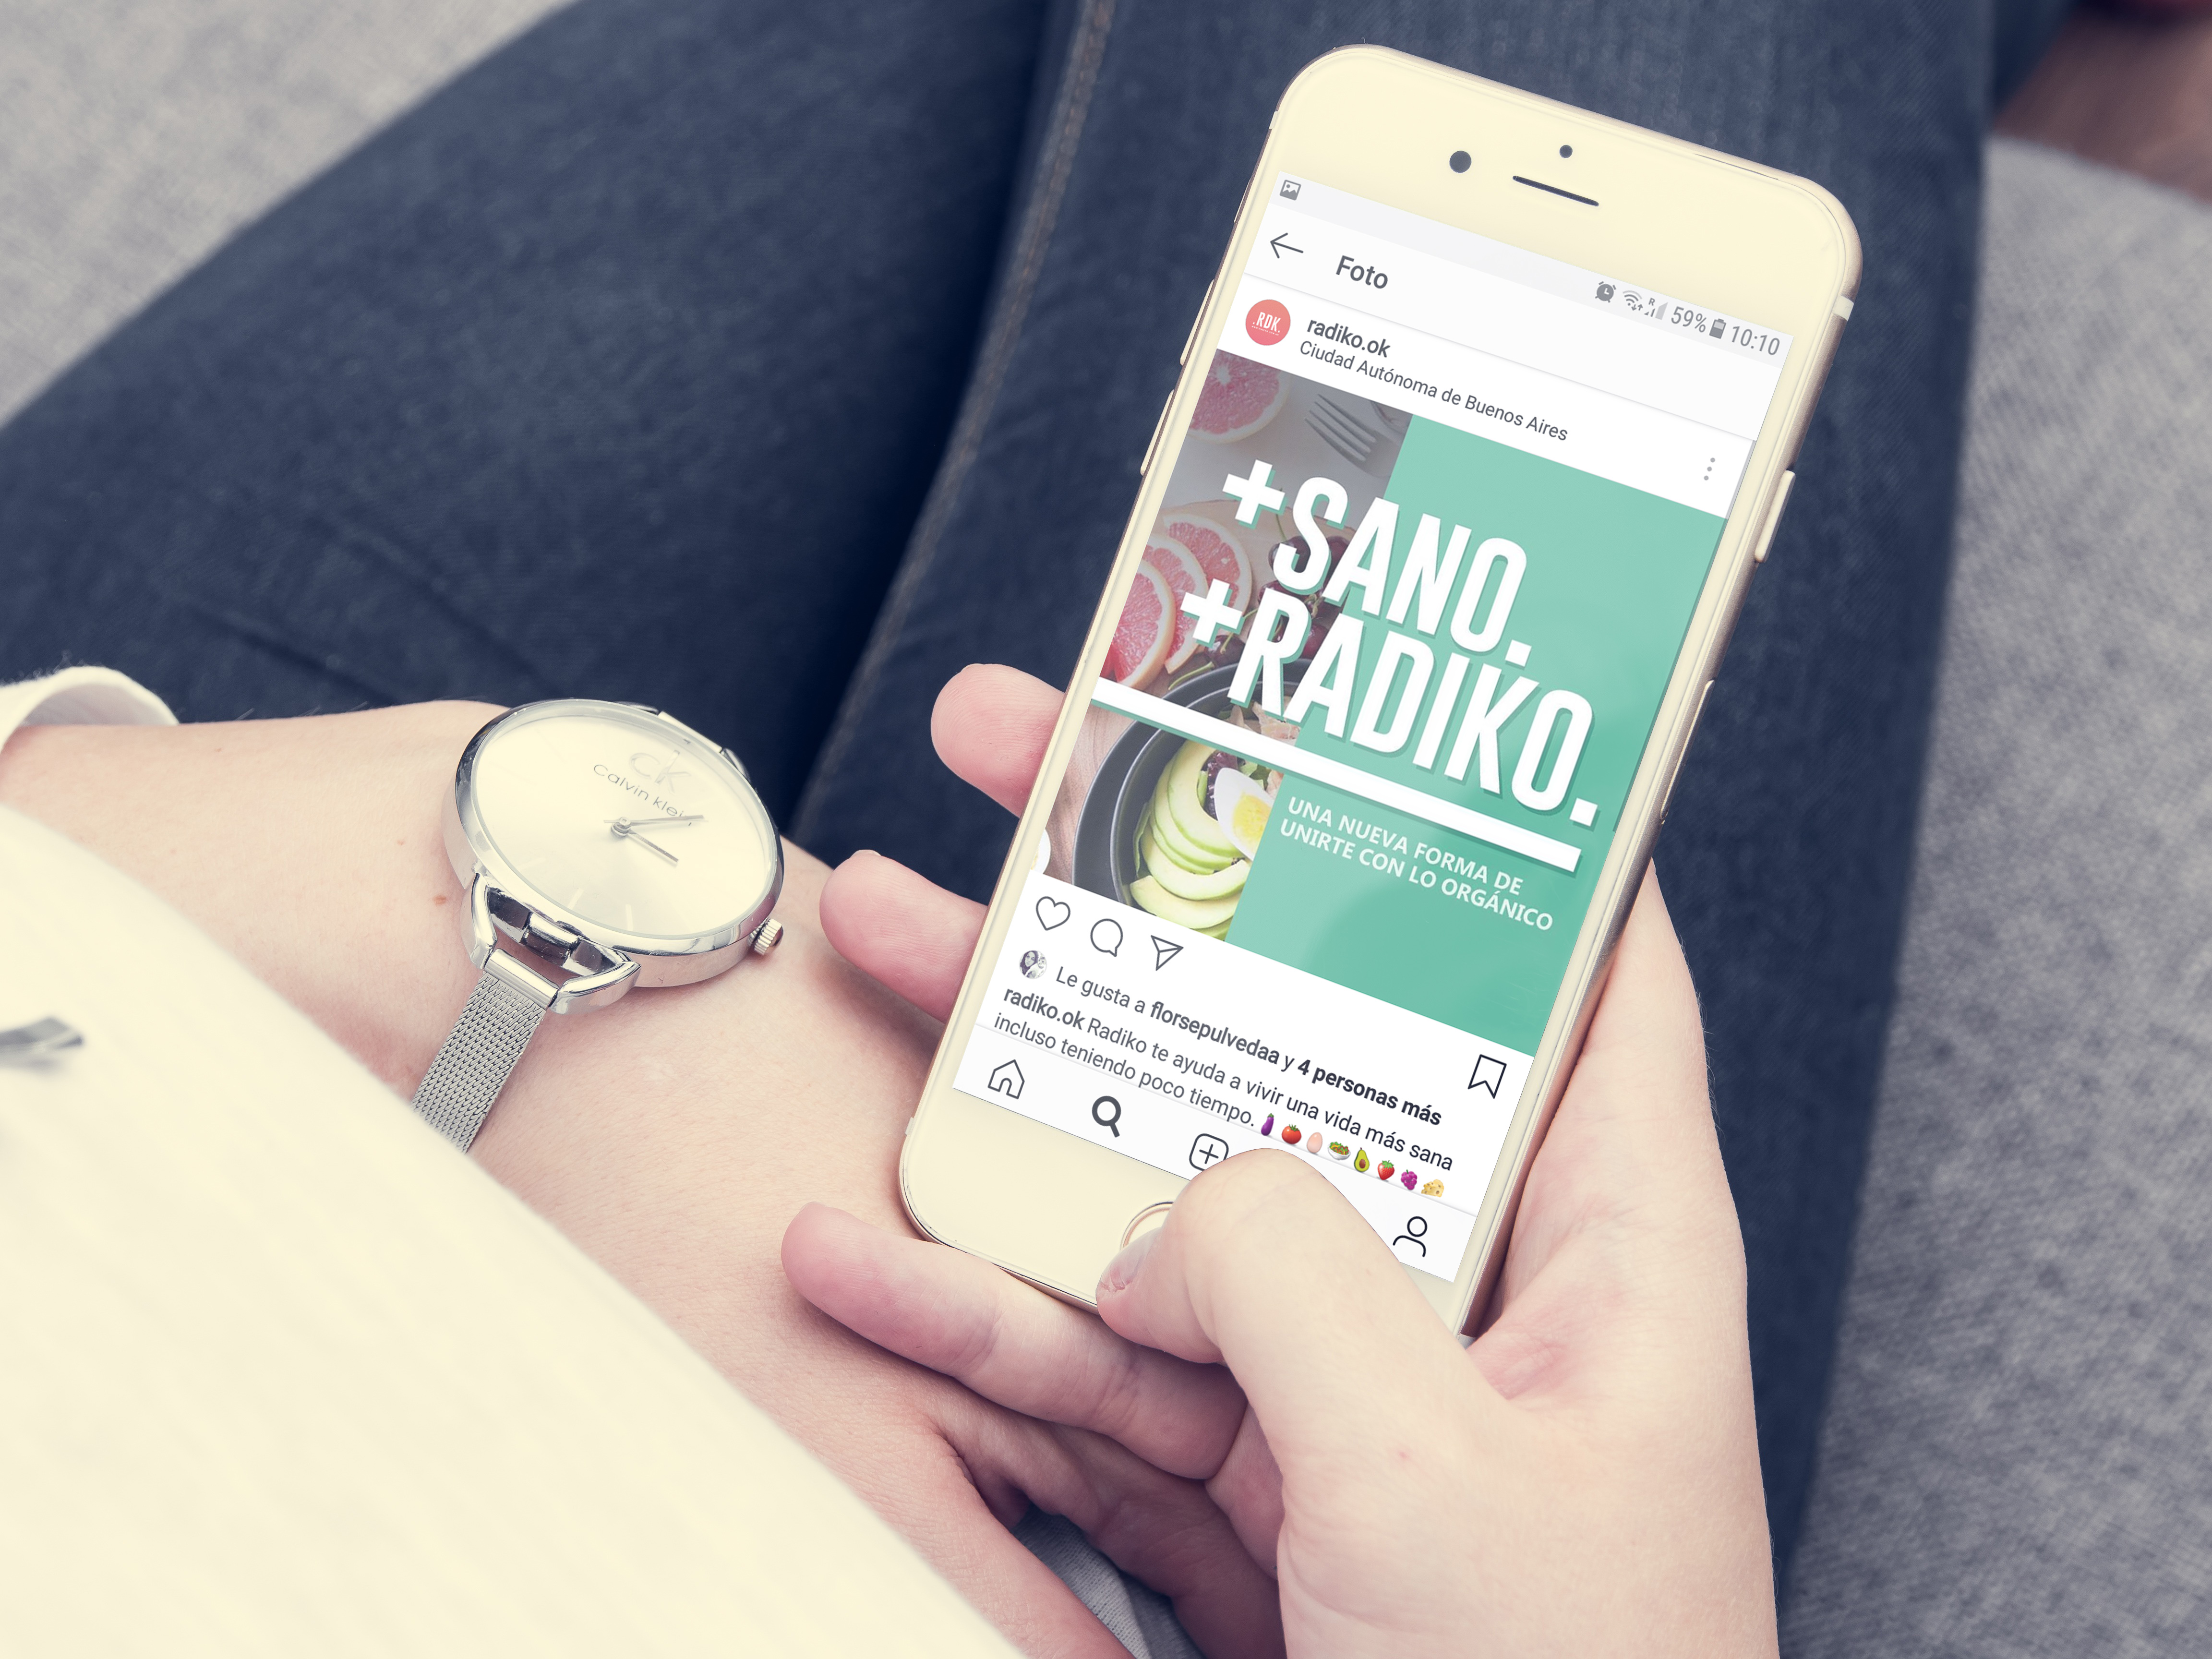 59% 10:10
Foto
.RDK.
radiko.ok
Ciudad Autónoma de Buenos Aires
+SANO.
+RADIKO.
UNA NUEVA FORMA DE
UNIRTE CON LO ORGÁNICO
Le gusta a florsepulvedaa y 4 personas más
radiko.ok Radiko te ayuda a vivir una vida más sana
incluso teniendo poco tiempo.
ck
Calvin klein